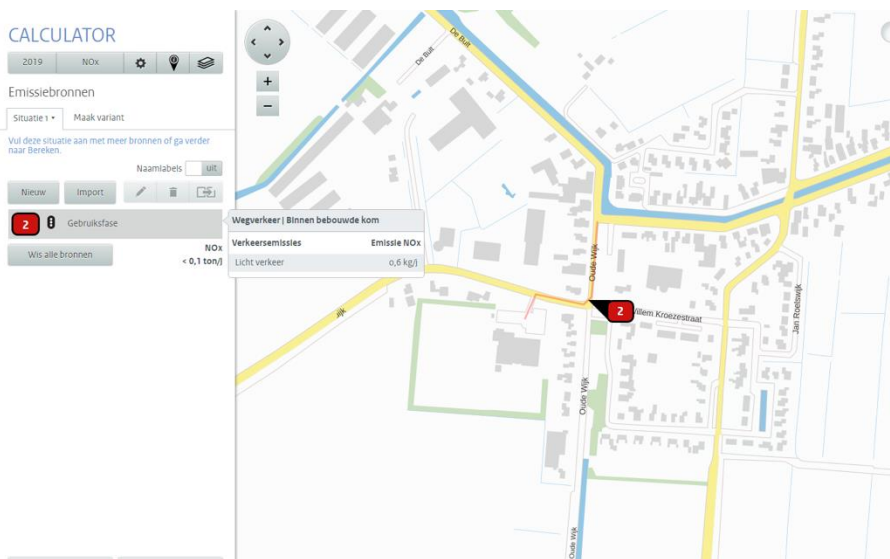 CALCULATOR
2019
NOx
Emissiebronnen
Situatie 1
Maak variant
Vul deze situatie aan met meer bronnen of ga verder
naar Bereken.
Naamlabels
uit
Nieuw
Import
2
Gebruiksfase
Wis alle bronnen
NOx
< 0,1 ton/j
Wegverkeer | Binnen bebouwde kom
Verkeersemissies
Emissie NOx
Licht verkeer
0,6 kg/j
+
−
De Bult
De Bult
De Bult
Oude Wijk
2
Willem Kroezestraat
Jan Roelswijk
Oude Wijk
Oude Wijk